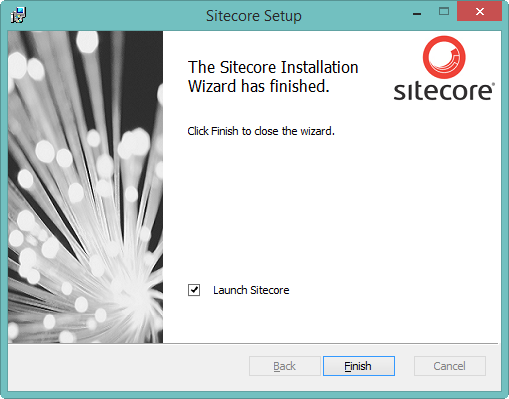 Sitecore Setup
The Sitecore Installation
Wizard has finished.
sitecore
Click Finish to close the wizard.
Launch Sitecore
Back
Finish
Cancel